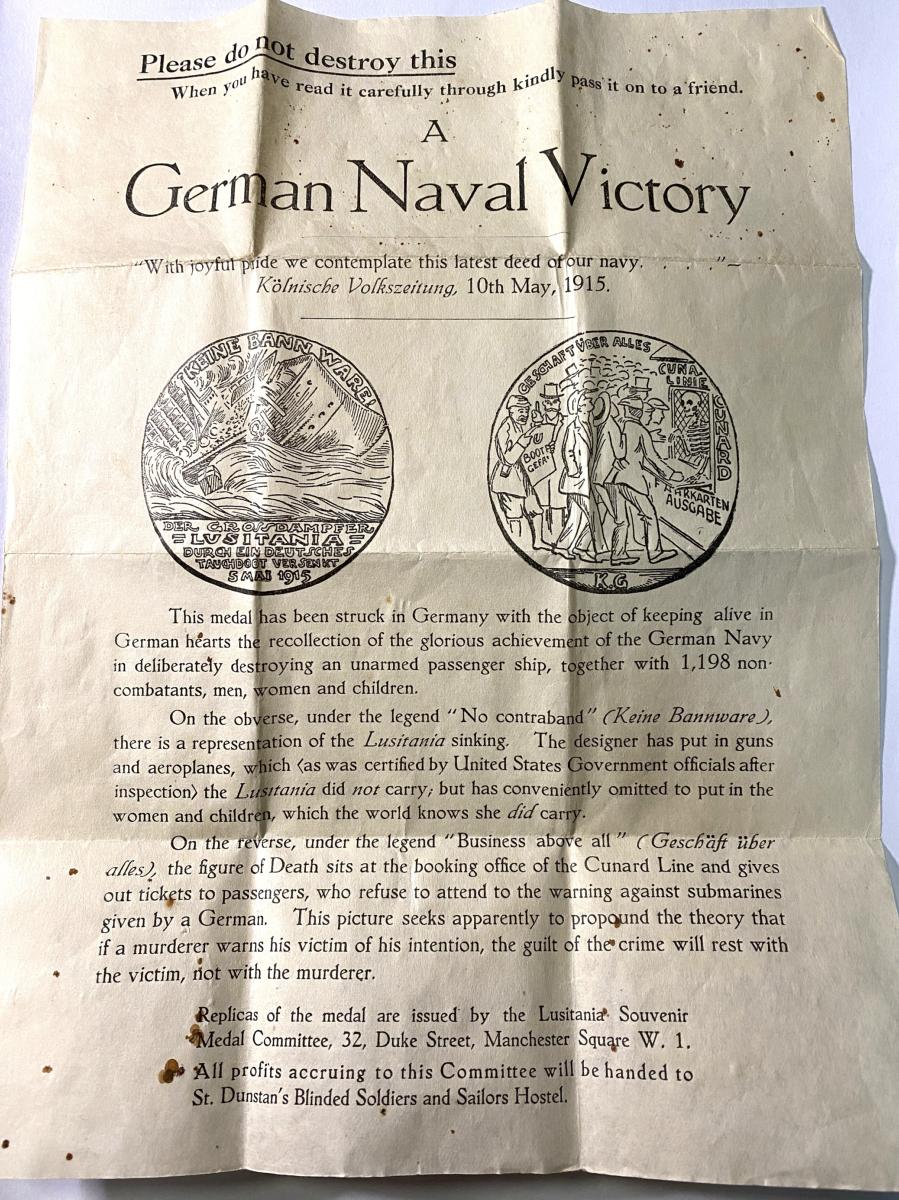 Please do not destroy this
When you have read it carefully through kindly pass it on to a friend.
A
German Naval Victory
"With joyful pride we contemplate this latest deed of our navy. . . . ."—
Kölnische Volkszeitung, 10th May, 1915.
KEINE BANN WARE!
DER GROSSDAMPFER
=LUSITANIA=
DURCH EIN DEUTSCHES
TAUCHBOOT VERSENKT
5 MAI 1915
GESCHÄFT ÜBER ALLES
CUNA
LINIE
CUNARD
U
BOOT
GEFA
FAHRKARTEN
AUSGABE
K.G
This medal has been struck in Germany with the object of keeping alive in
German hearts the recollection of the glorious achievement of the German Navy
in deliberately destroying an unarmed passenger ship, together with 1,198 non-
combatants, men, women and children.
On the obverse, under the legend "No contraband" (Keine Bannware),
there is a representation of the Lusitania sinking. The designer has put in guns
and aeroplanes, which (as was certified by United States Government officials after
inspection) the Lusitania did not carry; but has conveniently omitted to put in the
women and children, which the world knows she did carry.
On the reverse, under the legend "Business above all" (Geschäft über
alles), the figure of Death sits at the booking office of the Cunard Line and gives
out tickets to passengers, who refuse to attend to the warning against submarines
given by a German. This picture seeks apparently to propound the theory that
if a murderer warns his victim of his intention, the guilt of the crime will rest with
the victim, not with the murderer.
Replicas of the medal are issued by the Lusitania Souvenir
Medal Committee, 32, Duke Street, Manchester Square W. 1.
All profits accruing to this Committee will be handed to
St. Dunstan's Blinded Soldiers and Sailors Hostel.